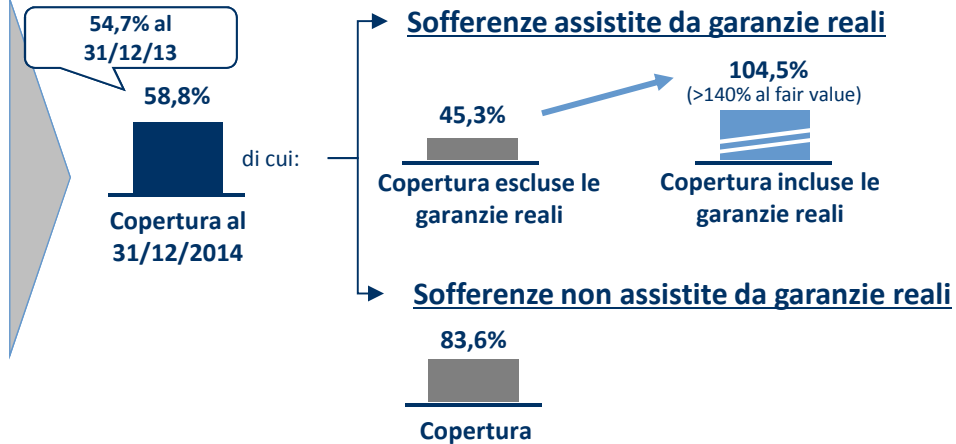 54,7% al
31/12/13
58,8%
Copertura al
31/12/2014
di cui:
Sofferenze assistite da garanzie reali
45,3%
Copertura escluse le
garanzie reali
104,5%
(>140% al fair value)
Copertura incluse le
garanzie reali
Sofferenze non assistite da garanzie reali
83,6%
Copertura